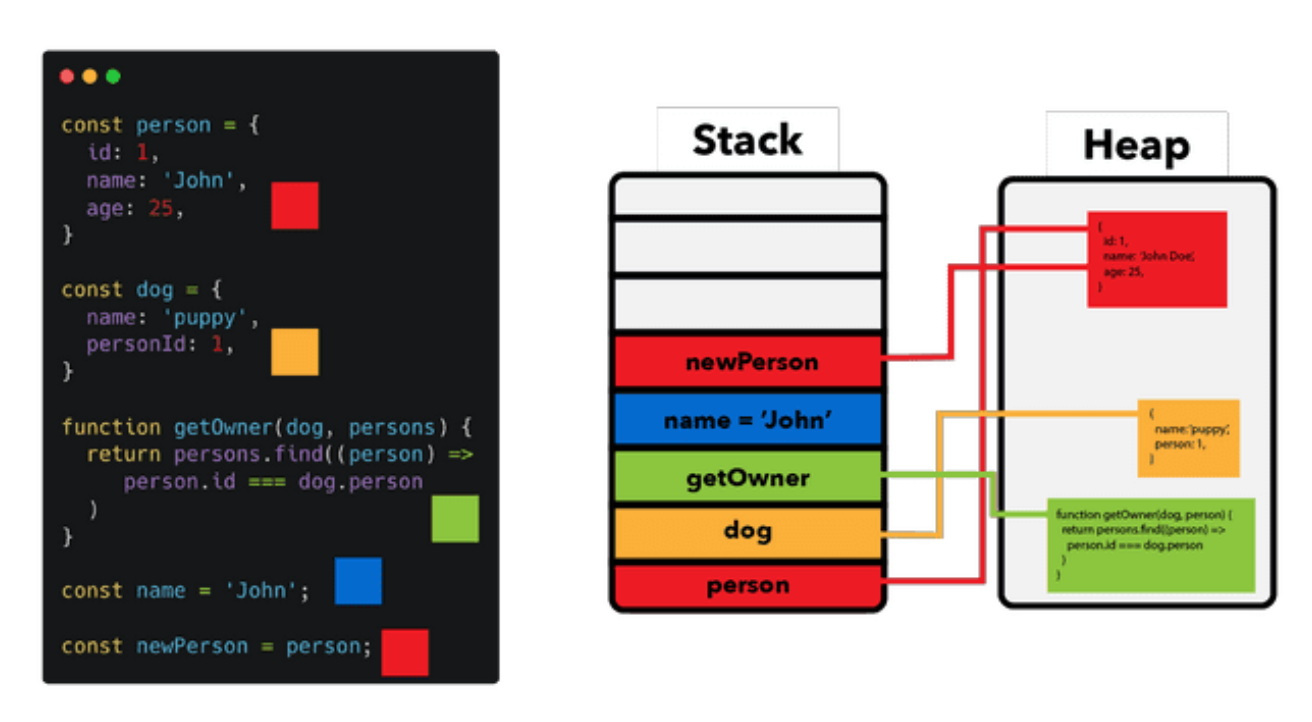 const person = {
id: 1,
name: 'John',
age: 25,
}
const dog = {
name: 'puppy',
personId: 1,
}
function getOwner(dog, persons) {
return persons.find((person) =>
person.id === dog.person
)
}
const name = 'John';
const newPerson = person;
Stack
newPerson
name = ‘John’
getOwner
dog
person
Heap
{
id: 1,
name: 'John Doe',
age: 25,
}
{
name: 'puppy',
person: 1,
}
function getOwner(dog, person) {
return persons.find((person) =>
person.id === dog.person
)
}